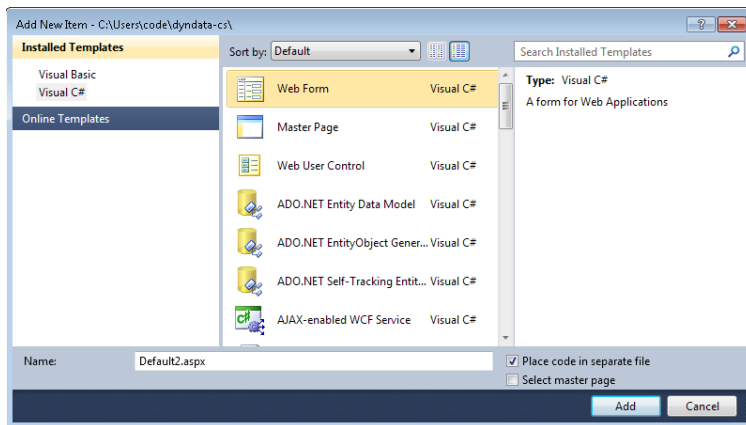 Add New Item - C:\Users\code\dyndata-cs\
Installed Templates
Visual Basic
Visual C#
Online Templates
Sort by: Default
Search Installed Templates
Web Form Visual C#
Master Page Visual C#
Web User Control Visual C#
ADO.NET Entity Data Model Visual C#
ADO.NET EntityObject Gener... Visual C#
ADO.NET Self-Tracking Entit... Visual C#
AJAX-enabled WCF Service Visual C#
Type: Visual C#
A form for Web Applications
Name: Default2.aspx
Place code in separate file
Select master page
Add Cancel